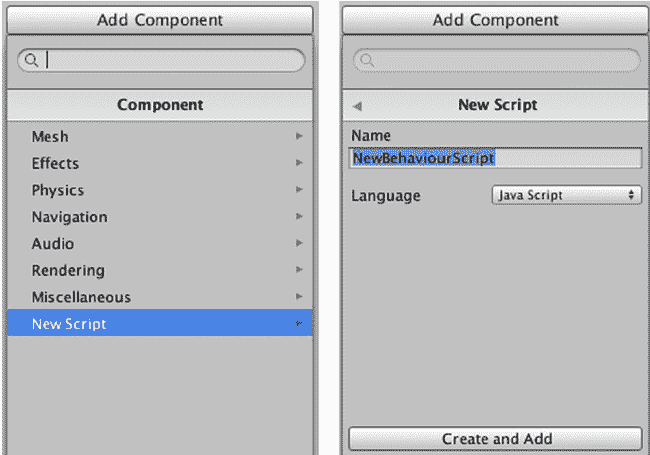 Add Component
Component
Mesh
Effects
Physics
Navigation
Audio
Rendering
Miscellaneous
New Script
Add Component
New Script
Name
NewBehaviourScript
Language Java Script
Create and Add